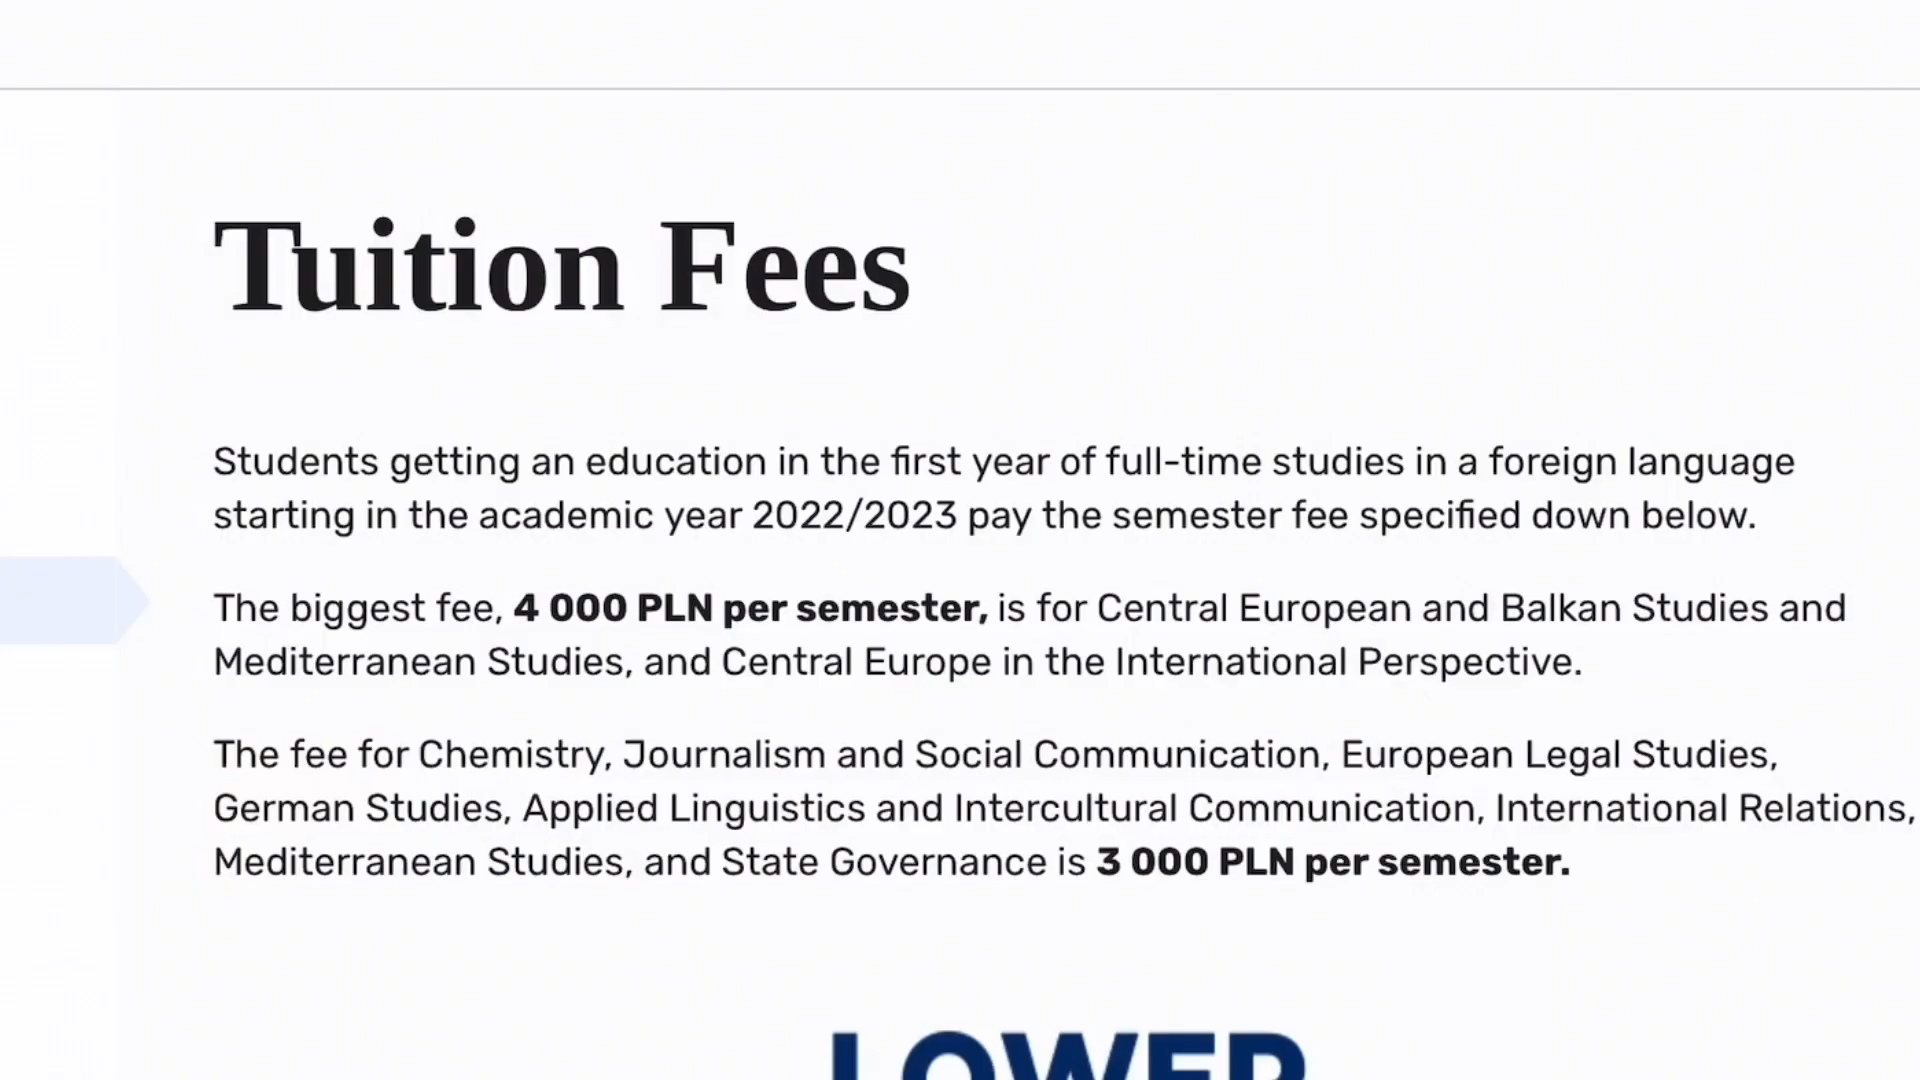 Tuition Fees
Students getting an education in the first year of full-time studies in a foreign language
starting in the academic year 2022/2023 pay the semester fee specified down below.
The biggest fee, 4 000 PLN per semester, is for Central European and Balkan Studies and
Mediterranean Studies, and Central Europe in the International Perspective.
The fee for Chemistry, Journalism and Social Communication, European Legal Studies,
German Studies, Applied Linguistics and Intercultural Communication, International Relations,
Mediterranean Studies, and State Governance is 3 000 PLN per semester.
LOWER